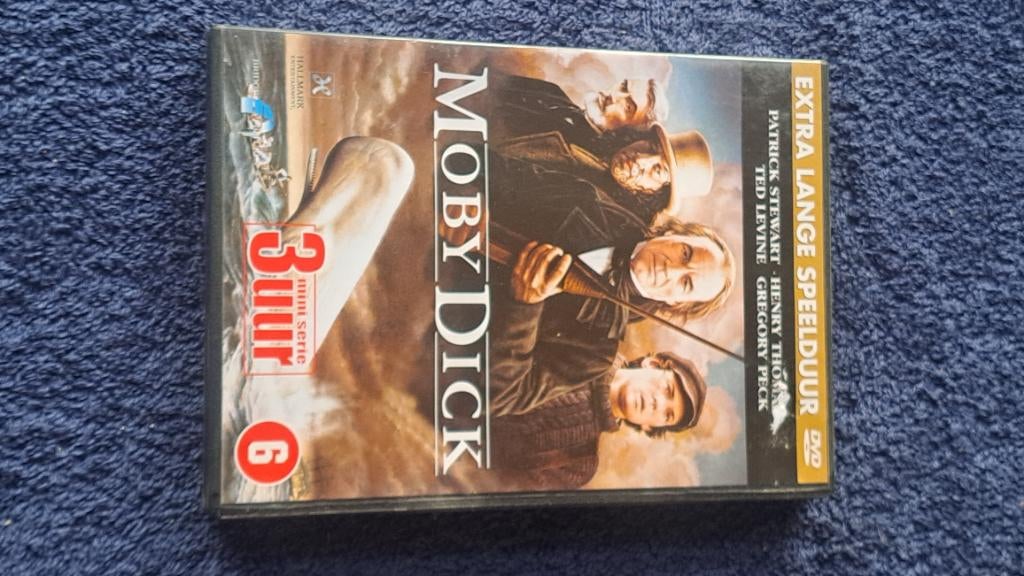 EXTRA LANGE SPEELDUUR
DVD
PATRICK STEWART · HENRY THOMAS
TED LEVINE · GREGORY PECK
MOBY DICK
3
mini serie
uur
6
HALLMARK
ENTERTAINMENT